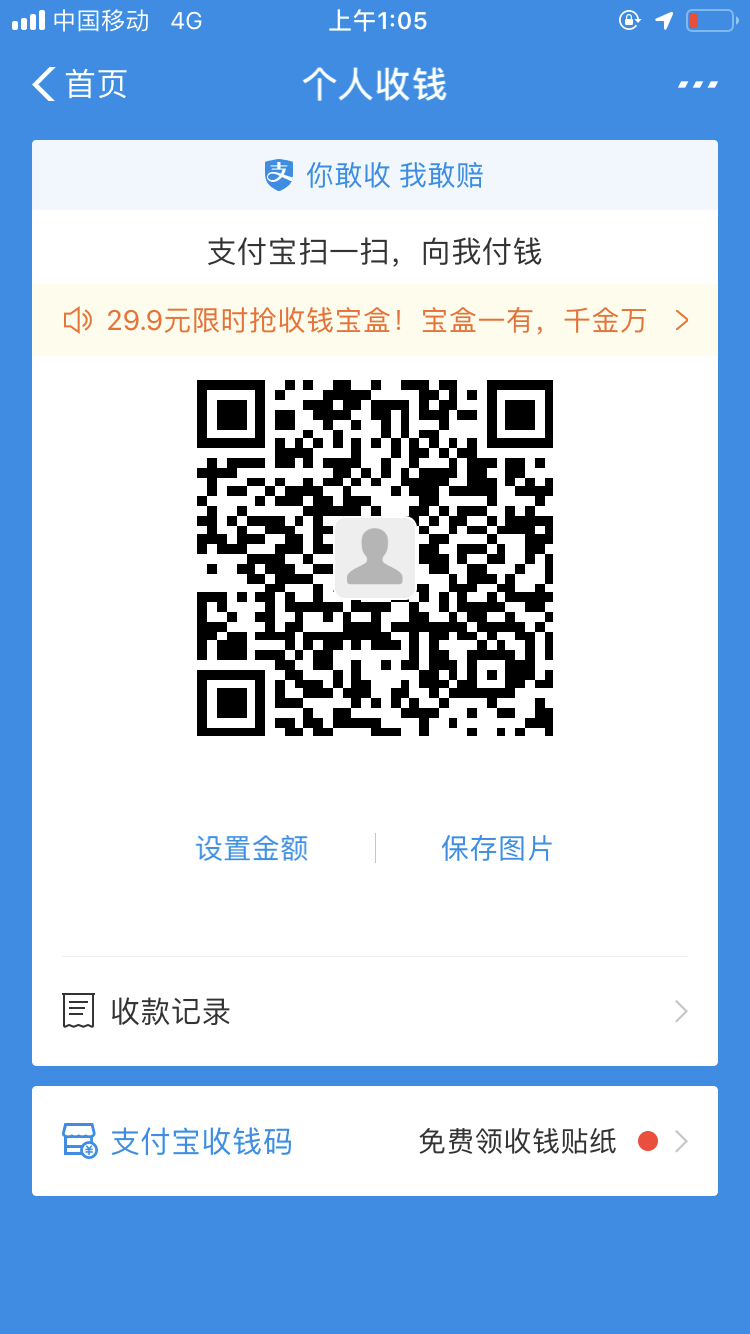 中国移动 4G 上午1:05
首页 个人收钱
支 你敢收 我敢赔
支付宝扫一扫，向我付钱
29.9元限时抢收钱宝盒！宝盒一有，千金万
设置金额 保存图片
收款记录
¥ 支付宝收钱码 免费领收钱贴纸